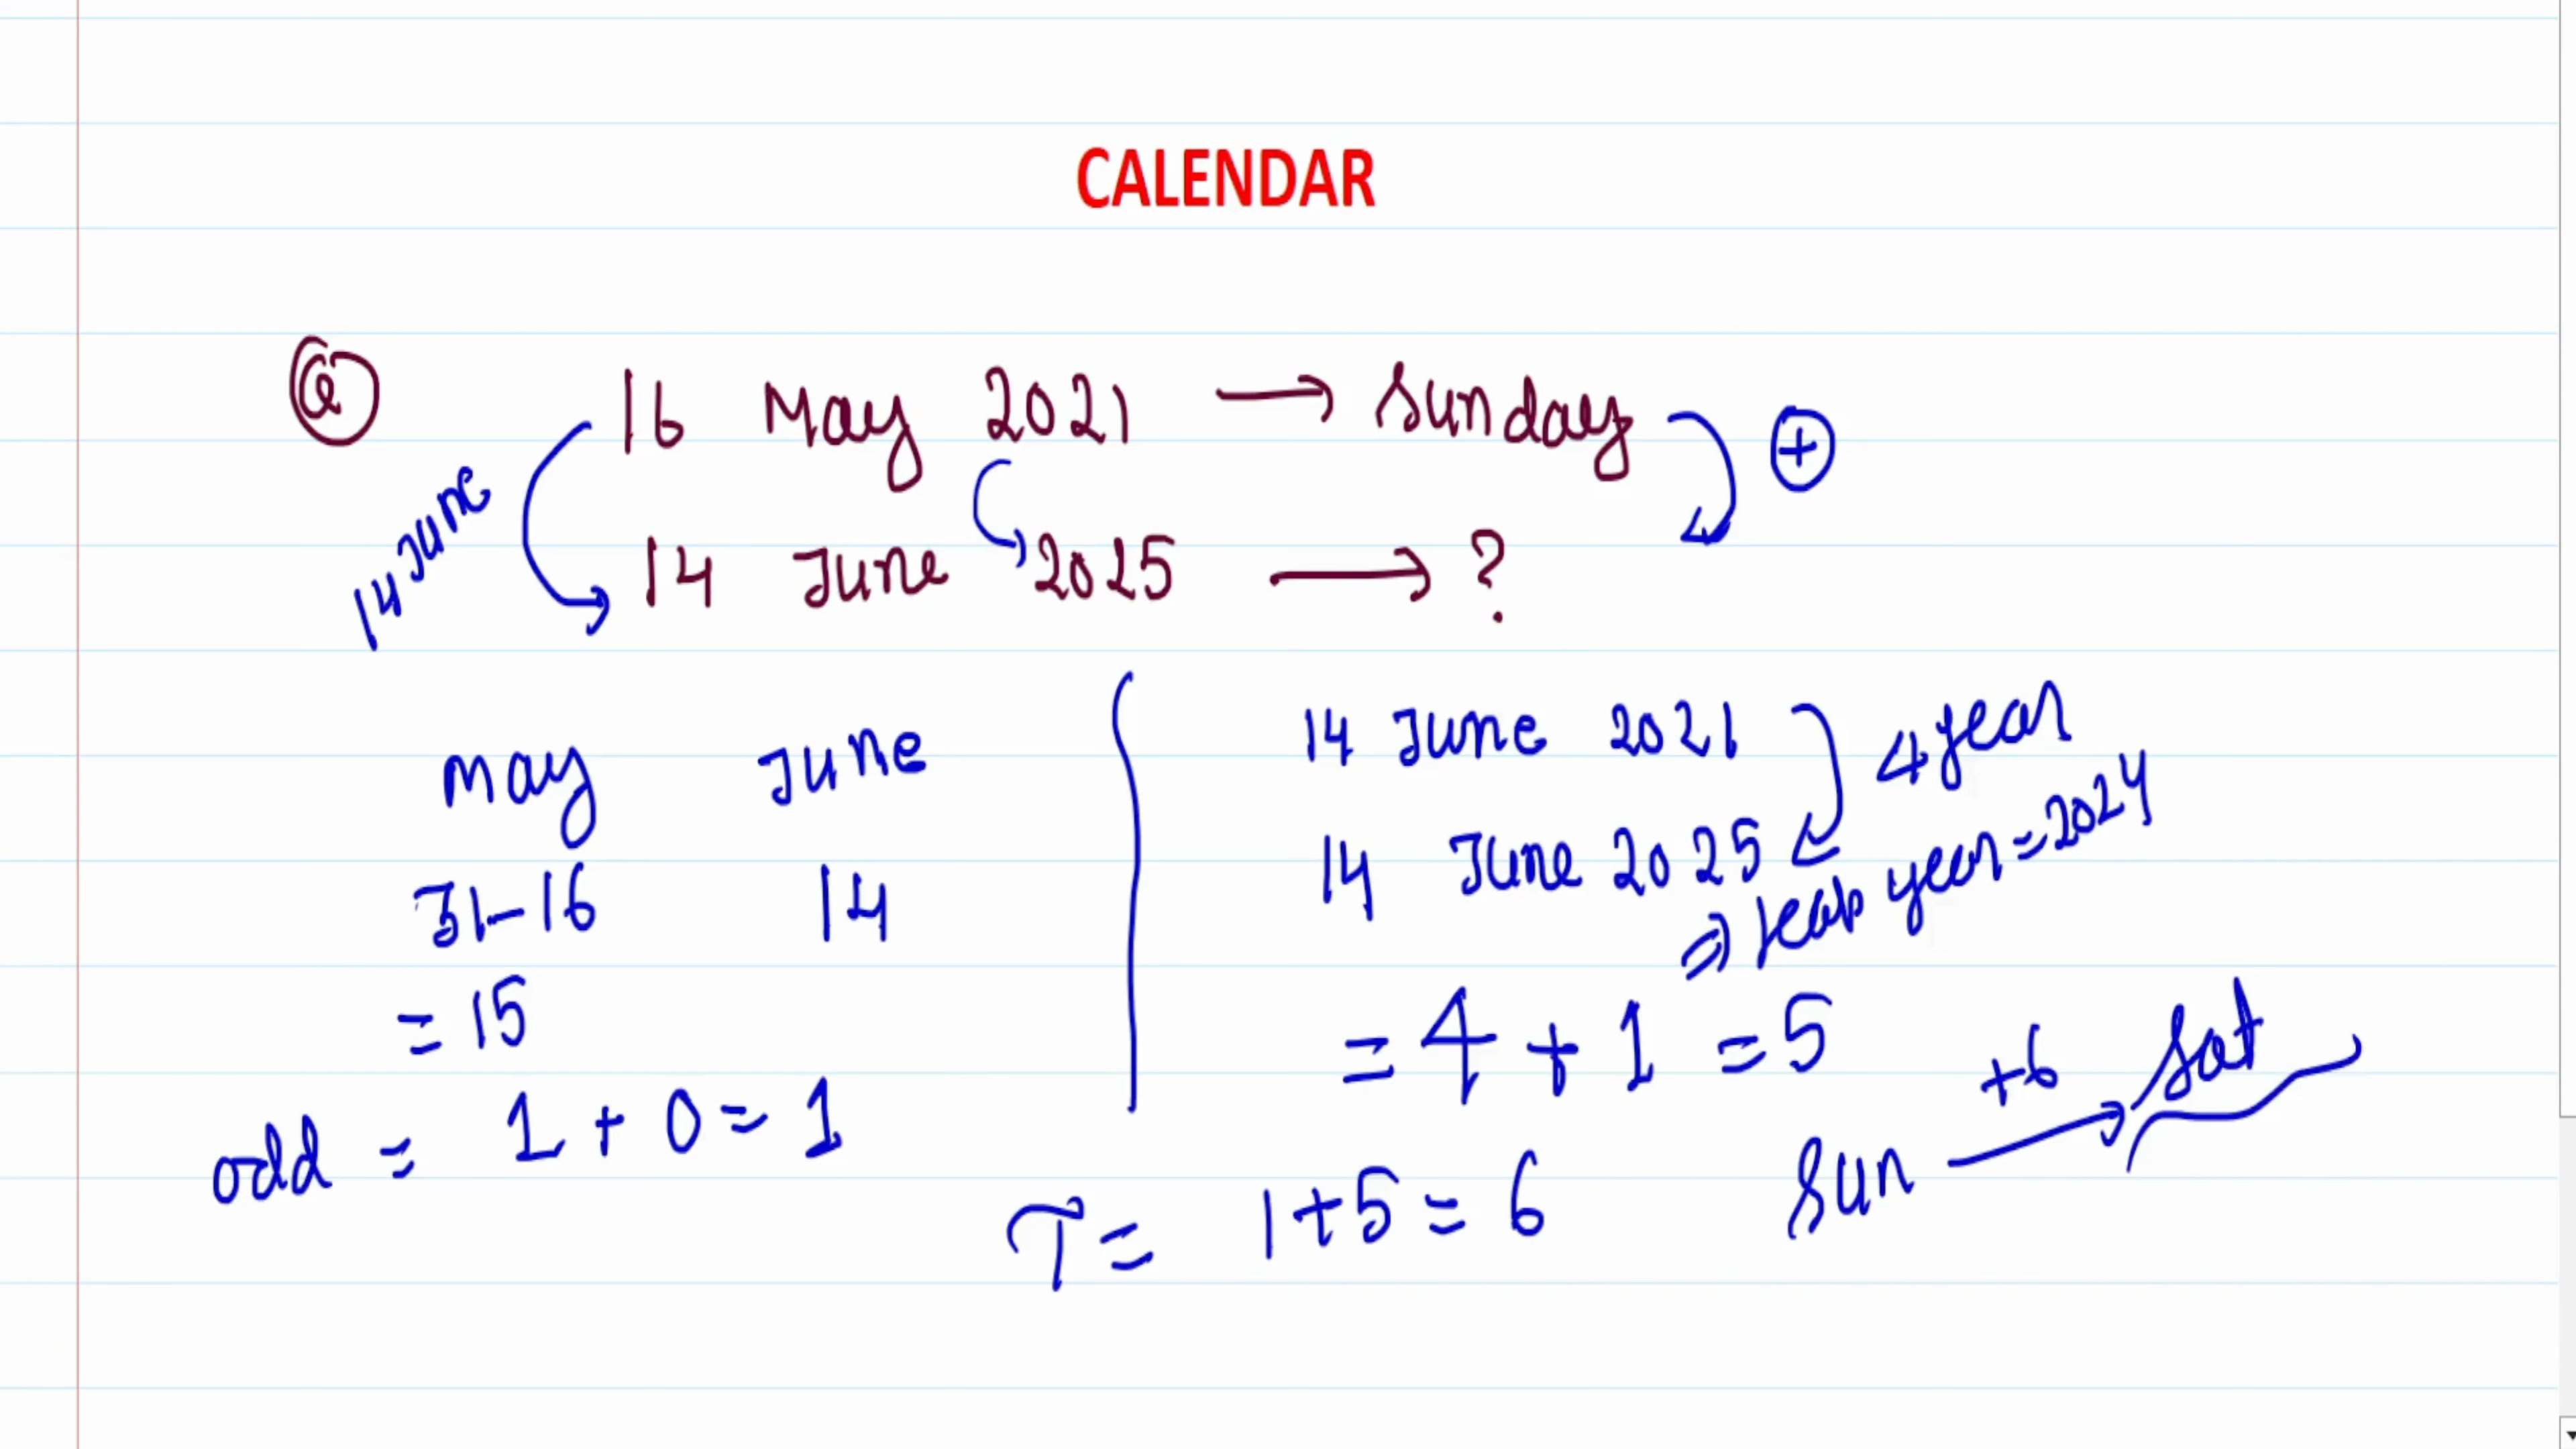 CALENDAR
Q 16 May 2021 → Sunday +
14 June
14 June 2025 → ?
May June
31-16 14
= 15
odd = 1 + 0 = 1
14 June 2021
4 year
14 June 2025
⇒ leap year = 2024
= 4 + 1 = 5
T = 1+5 = 6
Sun → +6 Sat